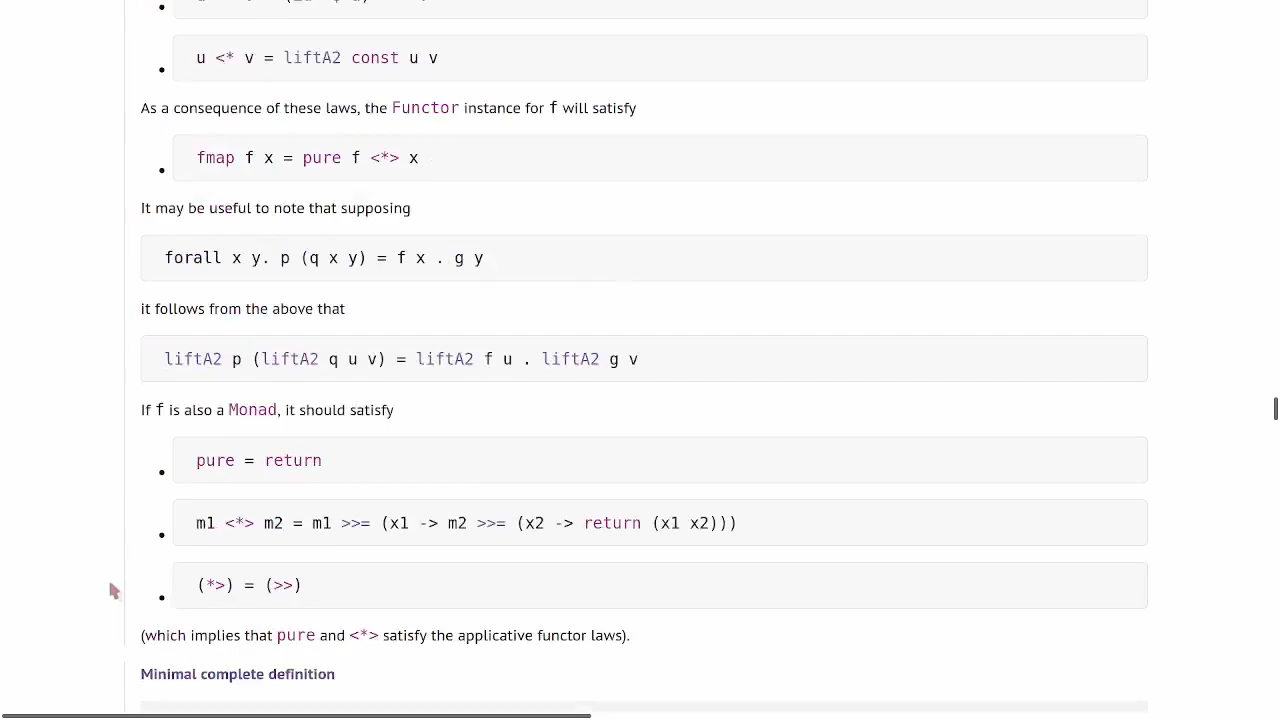 u <* v = liftA2 const u v
As a consequence of these laws, the Functor instance for f will satisfy
fmap f x = pure f <*> x
It may be useful to note that supposing
forall x y. p (q x y) = f x . g y
it follows from the above that
liftA2 p (liftA2 q u v) = liftA2 f u . liftA2 g v
If f is also a Monad, it should satisfy
pure = return
m1 <*> m2 = m1 >>= (x1 -> m2 >>= (x2 -> return (x1 x2)))
(*>) = (>>)
(which implies that pure and <*> satisfy the applicative functor laws).
Minimal complete definition